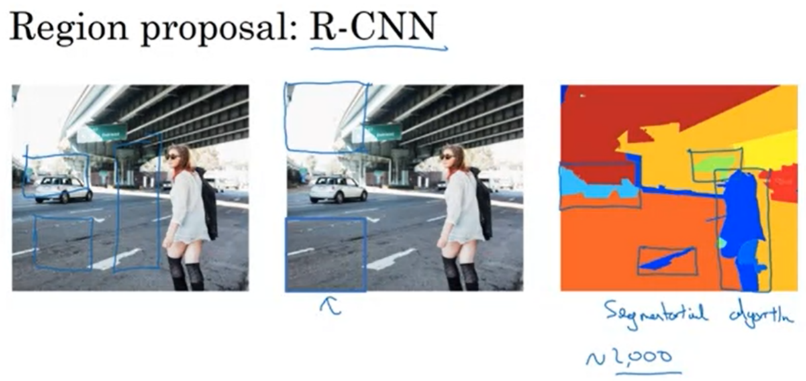 Region proposal: R-CNN
Segmentation algorithm
~2,000